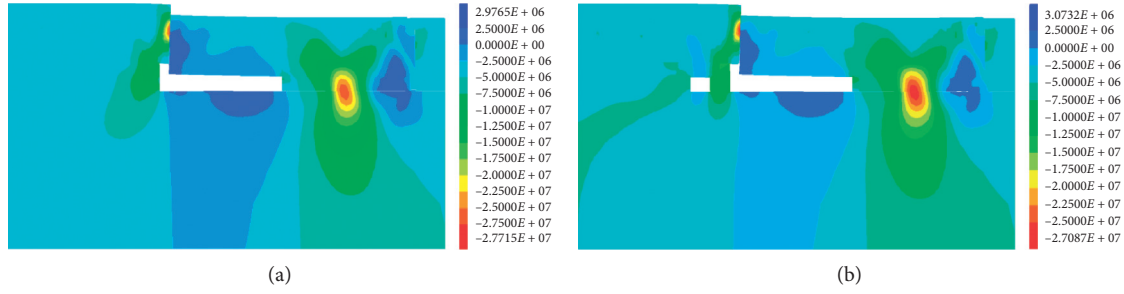 2.9765E + 06
2.5000E + 06
0.0000E + 00
–2.5000E + 06
–5.0000E + 06
–7.5000E + 06
–1.0000E + 07
–1.2500E + 07
–1.5000E + 07
–1.7500E + 07
–2.0000E + 07
–2.2500E + 07
–2.5000E + 07
–2.7500E + 07
–2.7715E + 07
(a)
3.0732E + 06
2.5000E + 06
0.0000E + 00
–2.5000E + 06
–5.0000E + 06
–7.5000E + 06
–1.0000E + 07
–1.2500E + 07
–1.5000E + 07
–1.7500E + 07
–2.0000E + 07
–2.2500E + 07
–2.5000E + 07
–2.7087E + 07
(b)